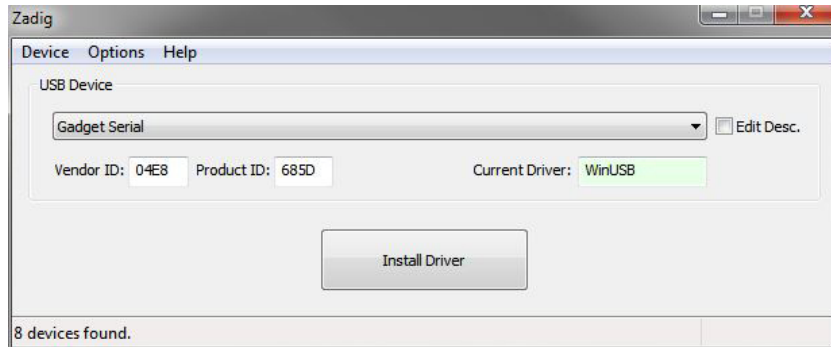 Zadig
Device Options Help
USB Device
Gadget Serial Edit Desc.
Vendor ID: 04E8 Product ID: 685D Current Driver: WinUSB
Install Driver
8 devices found.